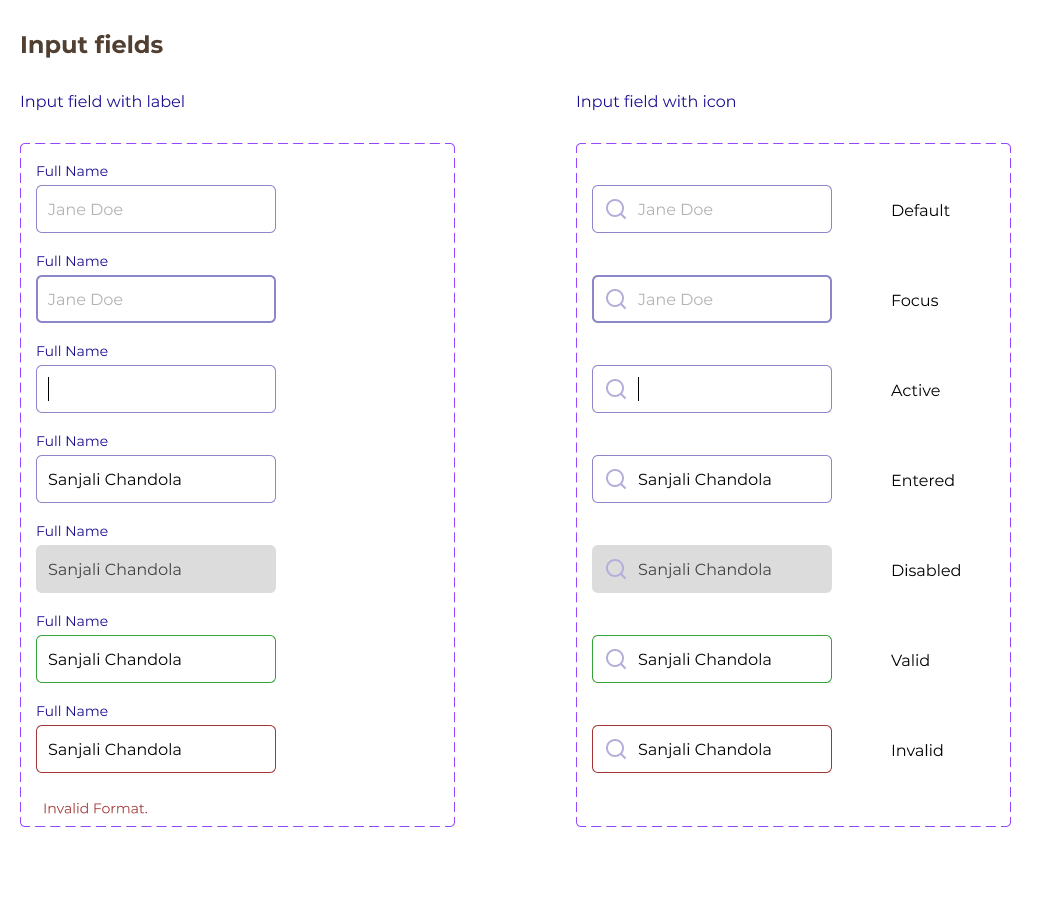 Input fields
Input field with label
Full Name
Jane Doe
Full Name
Jane Doe
Full Name
Full Name
Sanjali Chandola
Full Name
Sanjali Chandola
Full Name
Sanjali Chandola
Full Name
Sanjali Chandola
Invalid Format.
Input field with icon
Jane Doe
Default
Jane Doe
Focus
Active
Sanjali Chandola
Entered
Sanjali Chandola
Disabled
Sanjali Chandola
Valid
Sanjali Chandola
Invalid